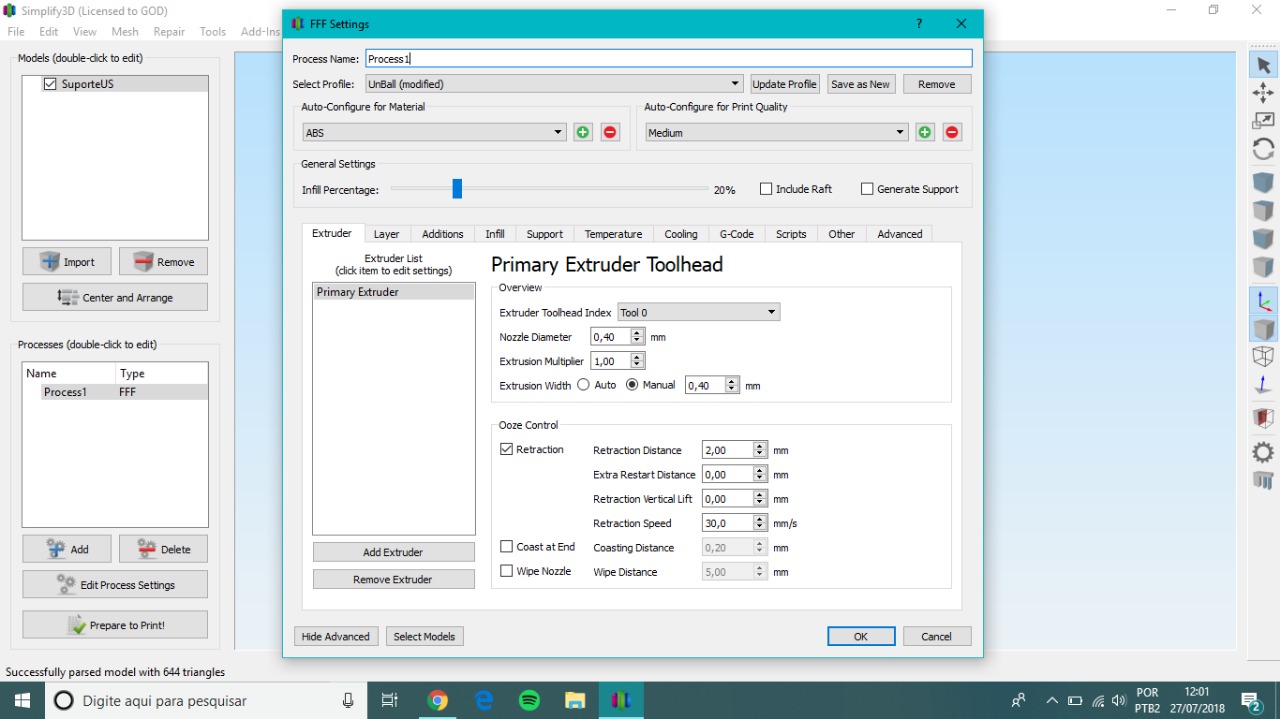 Simplify3D (Licensed to GOD)
File Edit View Mesh Repair Tools Add-Ins
Models (double-click to edit)
SuporteUS
Import Remove
Center and Arrange
Processes (double-click to edit)
Name Type
Process1 FFF
Add Delete
Edit Process Settings
Prepare to Print!
Successfully parsed model with 644 triangles
FFF Settings ?
Process Name: Process1
Select Profile: UnBall (modified) Update Profile Save as New Remove
Auto-Configure for Material
ABS
Auto-Configure for Print Quality
Medium
General Settings
Infill Percentage: 20% Include Raft Generate Support
Extruder Layer Additions Infill Support Temperature Cooling G-Code Scripts Other Advanced
Extruder List
(click item to edit settings)
Primary Extruder
Add Extruder
Remove Extruder
Primary Extruder Toolhead
Overview
Extruder Toolhead Index Tool 0
Nozzle Diameter 0,40 mm
Extrusion Multiplier 1,00
Extrusion Width Auto Manual 0,40 mm
Ooze Control
Retraction Retraction Distance 2,00 mm
Extra Restart Distance 0,00 mm
Retraction Vertical Lift 0,00 mm
Retraction Speed 30,0 mm/s
Coast at End Coasting Distance 0,20 mm
Wipe Nozzle Wipe Distance 5,00 mm
Hide Advanced Select Models OK Cancel
Digite aqui para pesquisar
POR
PTB2
12:01
27/07/2018
2